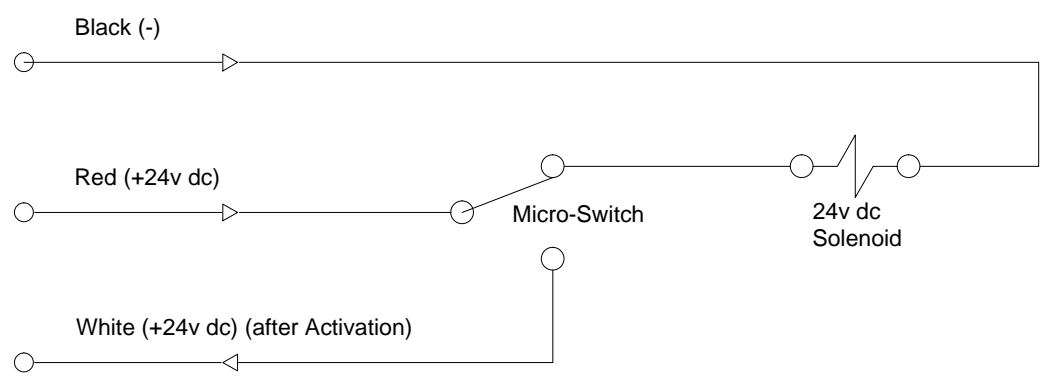 Black (-)
Red (+24v dc)
Micro-Switch
24v dc
Solenoid
White (+24v dc) (after Activation)